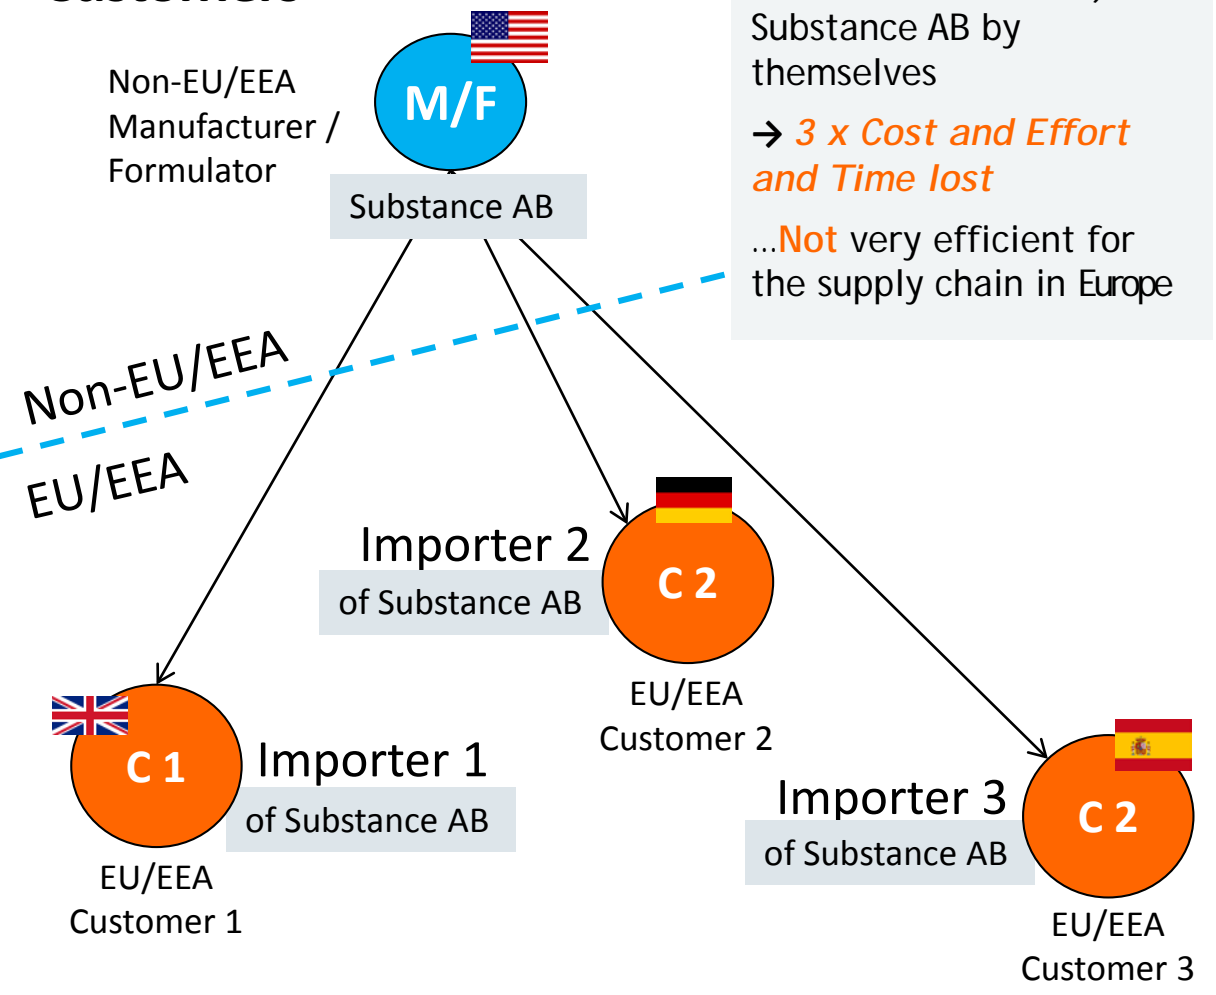 Non-EU/EEA
Manufacturer /
Formulator
M/F
Substance AB
Substance AB by
themselves
→ 3 x Cost and Effort
and Time lost
...Not very efficient for
the supply chain in Europe
Non-EU/EEA
EU/EEA
Importer 2
of Substance AB
C 2
EU/EEA
Customer 2
C 1
Importer 1
of Substance AB
EU/EEA
Customer 1
Importer 3
of Substance AB
C 2
EU/EEA
Customer 3